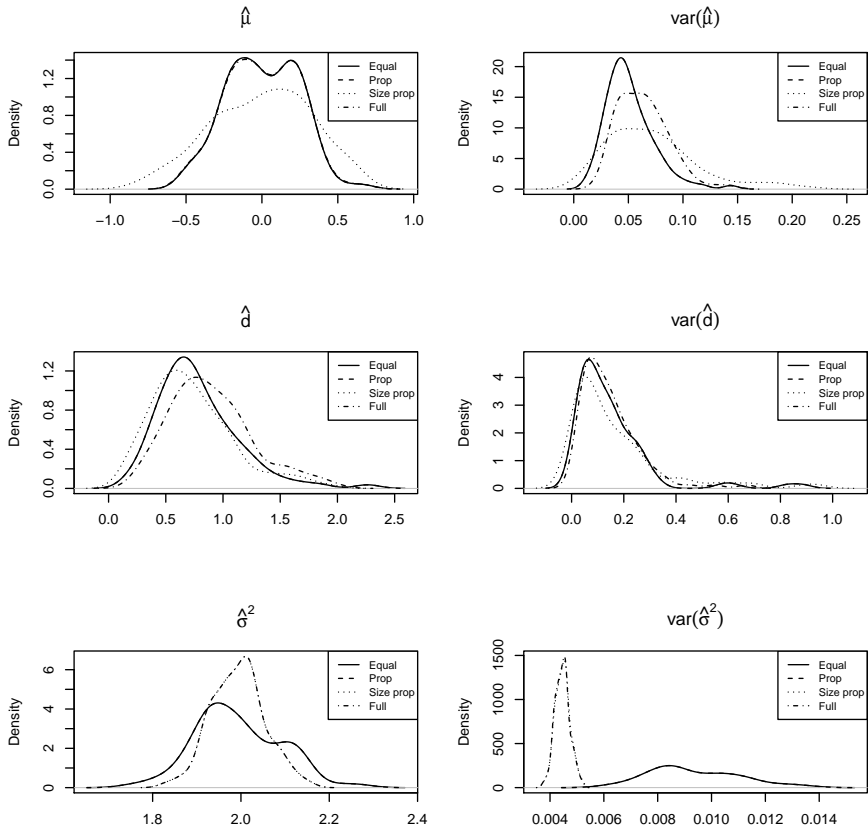 μ̂
Density
0.0 0.4 0.8 1.2
−1.0 −0.5 0.0 0.5 1.0
Equal
Prop
Size prop
Full
var(μ̂)
Density
0 5 10 15 20
0.00 0.05 0.10 0.15 0.20 0.25
Equal
Prop
Size prop
Full
d̂
Density
0.0 0.4 0.8 1.2
0.0 0.5 1.0 1.5 2.0 2.5
Equal
Prop
Size prop
Full
var(d̂)
Density
0 1 2 3 4
0.0 0.2 0.4 0.6 0.8 1.0
Equal
Prop
Size prop
Full
σ̂²
Density
0 2 4 6
1.8 2.0 2.2 2.4
Equal
Prop
Size prop
Full
var(σ̂²)
Density
0 500 1000 1500
0.004 0.006 0.008 0.010 0.012 0.014
Equal
Prop
Size prop
Full